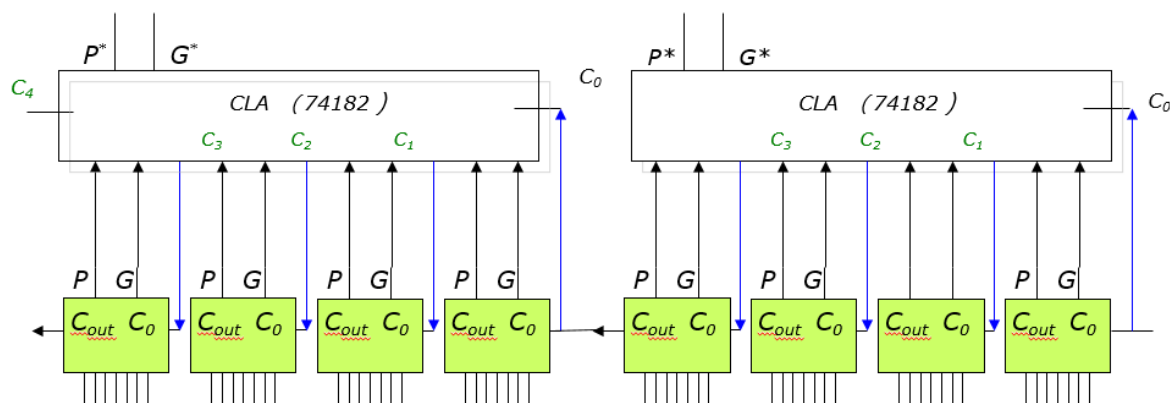 P* G* P* G*
C4 C0 C0
CLA （74182 ） CLA （74182 ）
C3 C2 C1 C3 C2 C1
P G P G P G P G P G P G P G
Cout C0 Cout C0 Cout C0 Cout C0 Cout C0 Cout C0 Cout C0 Cout C0